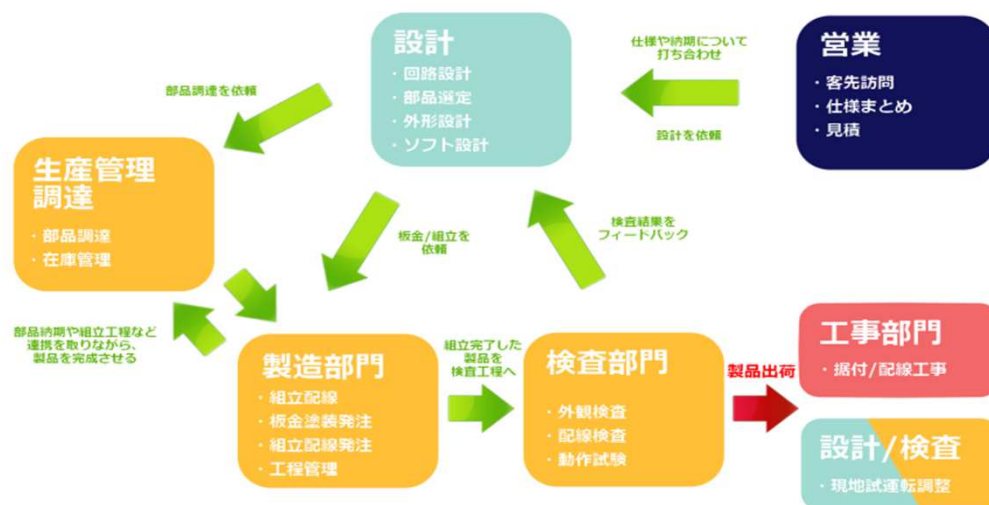 営業
・客先訪問
・仕様まとめ
・見積
仕様や納期について
打ち合わせ
設計を依頼
設計
・回路設計
・部品選定
・外形設計
・ソフト設計
部品調達を依頼
生産管理
調達
・部品調達
・在庫管理
板金/組立を
依頼
部品納期や組立工程など
連携を取りながら、
製品を完成させる
製造部門
・組立配線
・板金塗装発注
・組立配線発注
・工程管理
組立完了した
製品を
検査工程へ
検査部門
・外観検査
・配線検査
・動作試験
検査結果を
フィードバック
製品出荷
工事部門
・据付/配線工事
設計/検査
・現地試運転調整